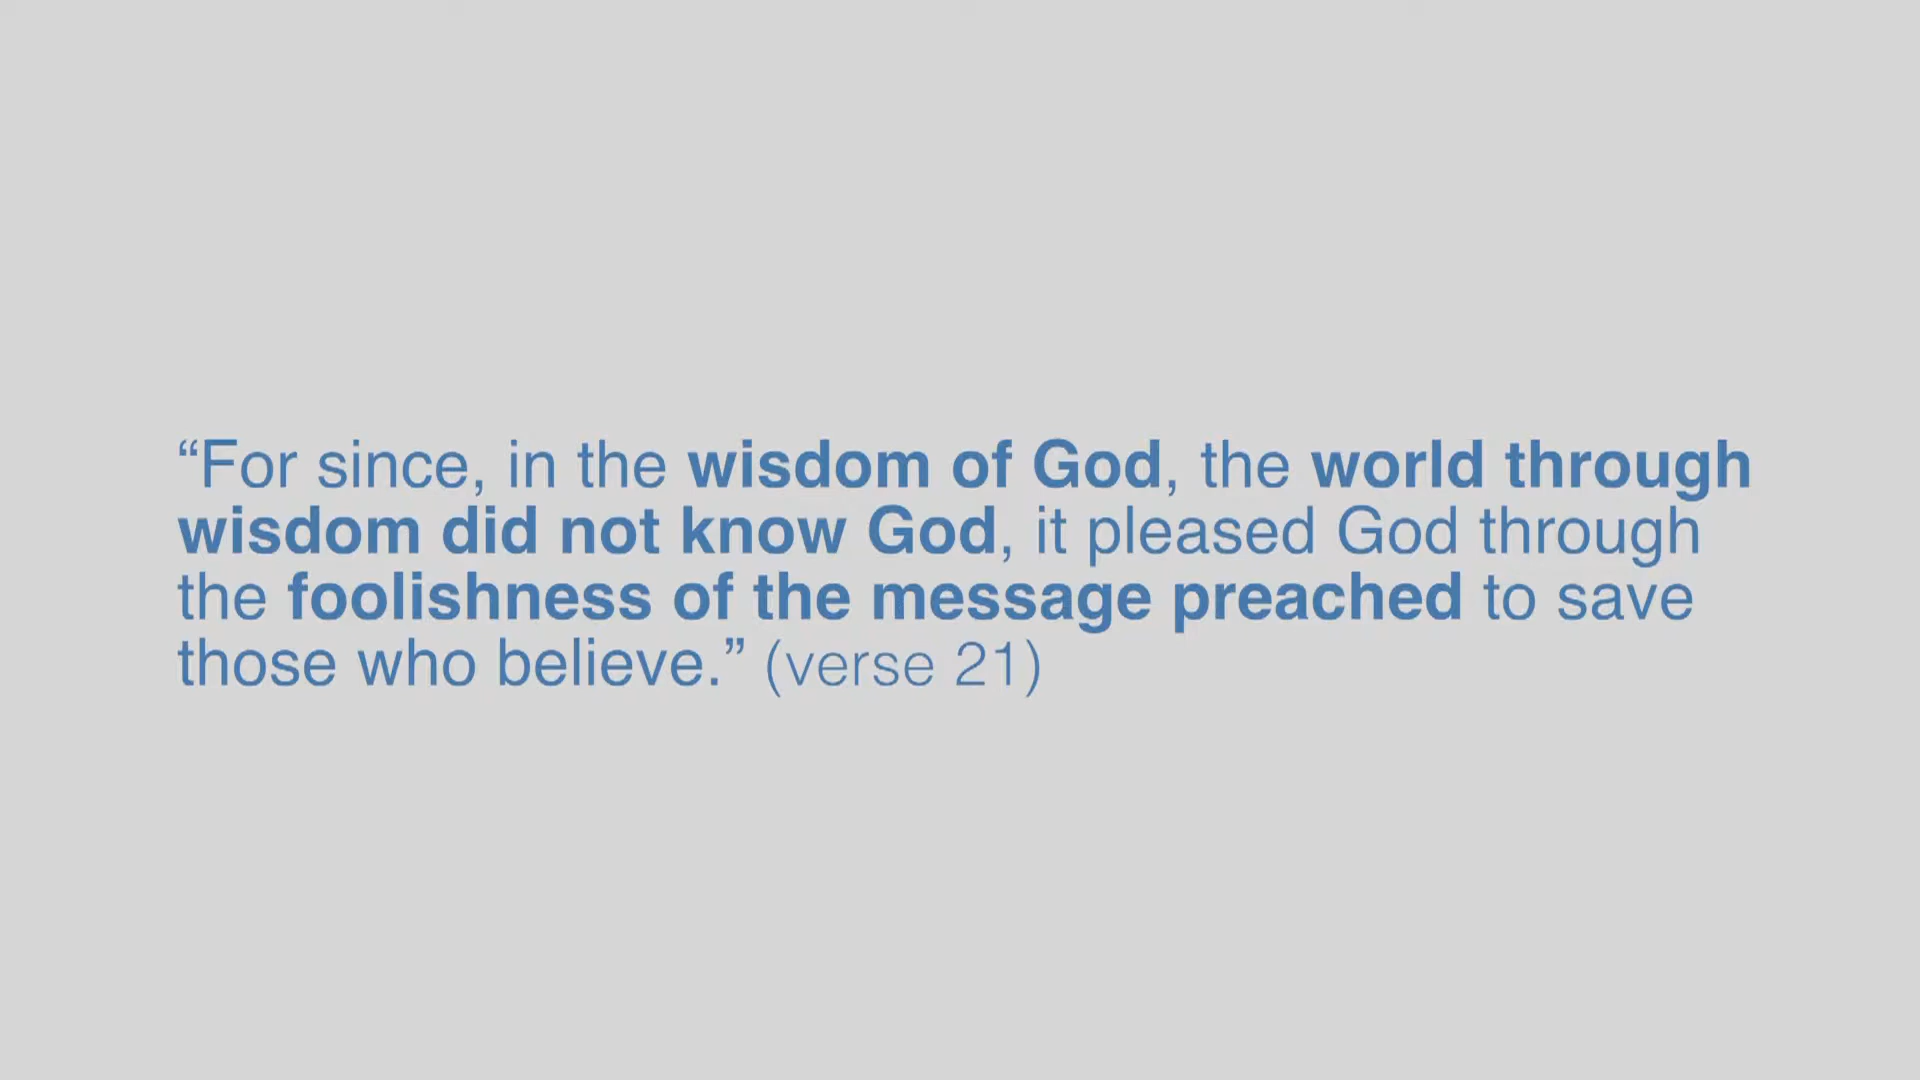 “For since, in the wisdom of God, the world through
wisdom did not know God, it pleased God through
the foolishness of the message preached to save
those who believe.” (verse 21)